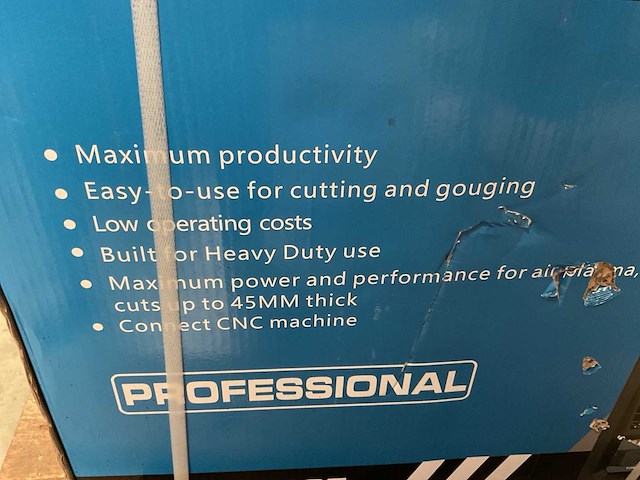 • Maximum productivity
• Easy-to-use for cutting and gouging
• Low operating costs
• Built for Heavy Duty use
• Maximum power and performance for air plasma,
cuts up to 45MM thick
• Connect CNC machine
PROFESSIONAL